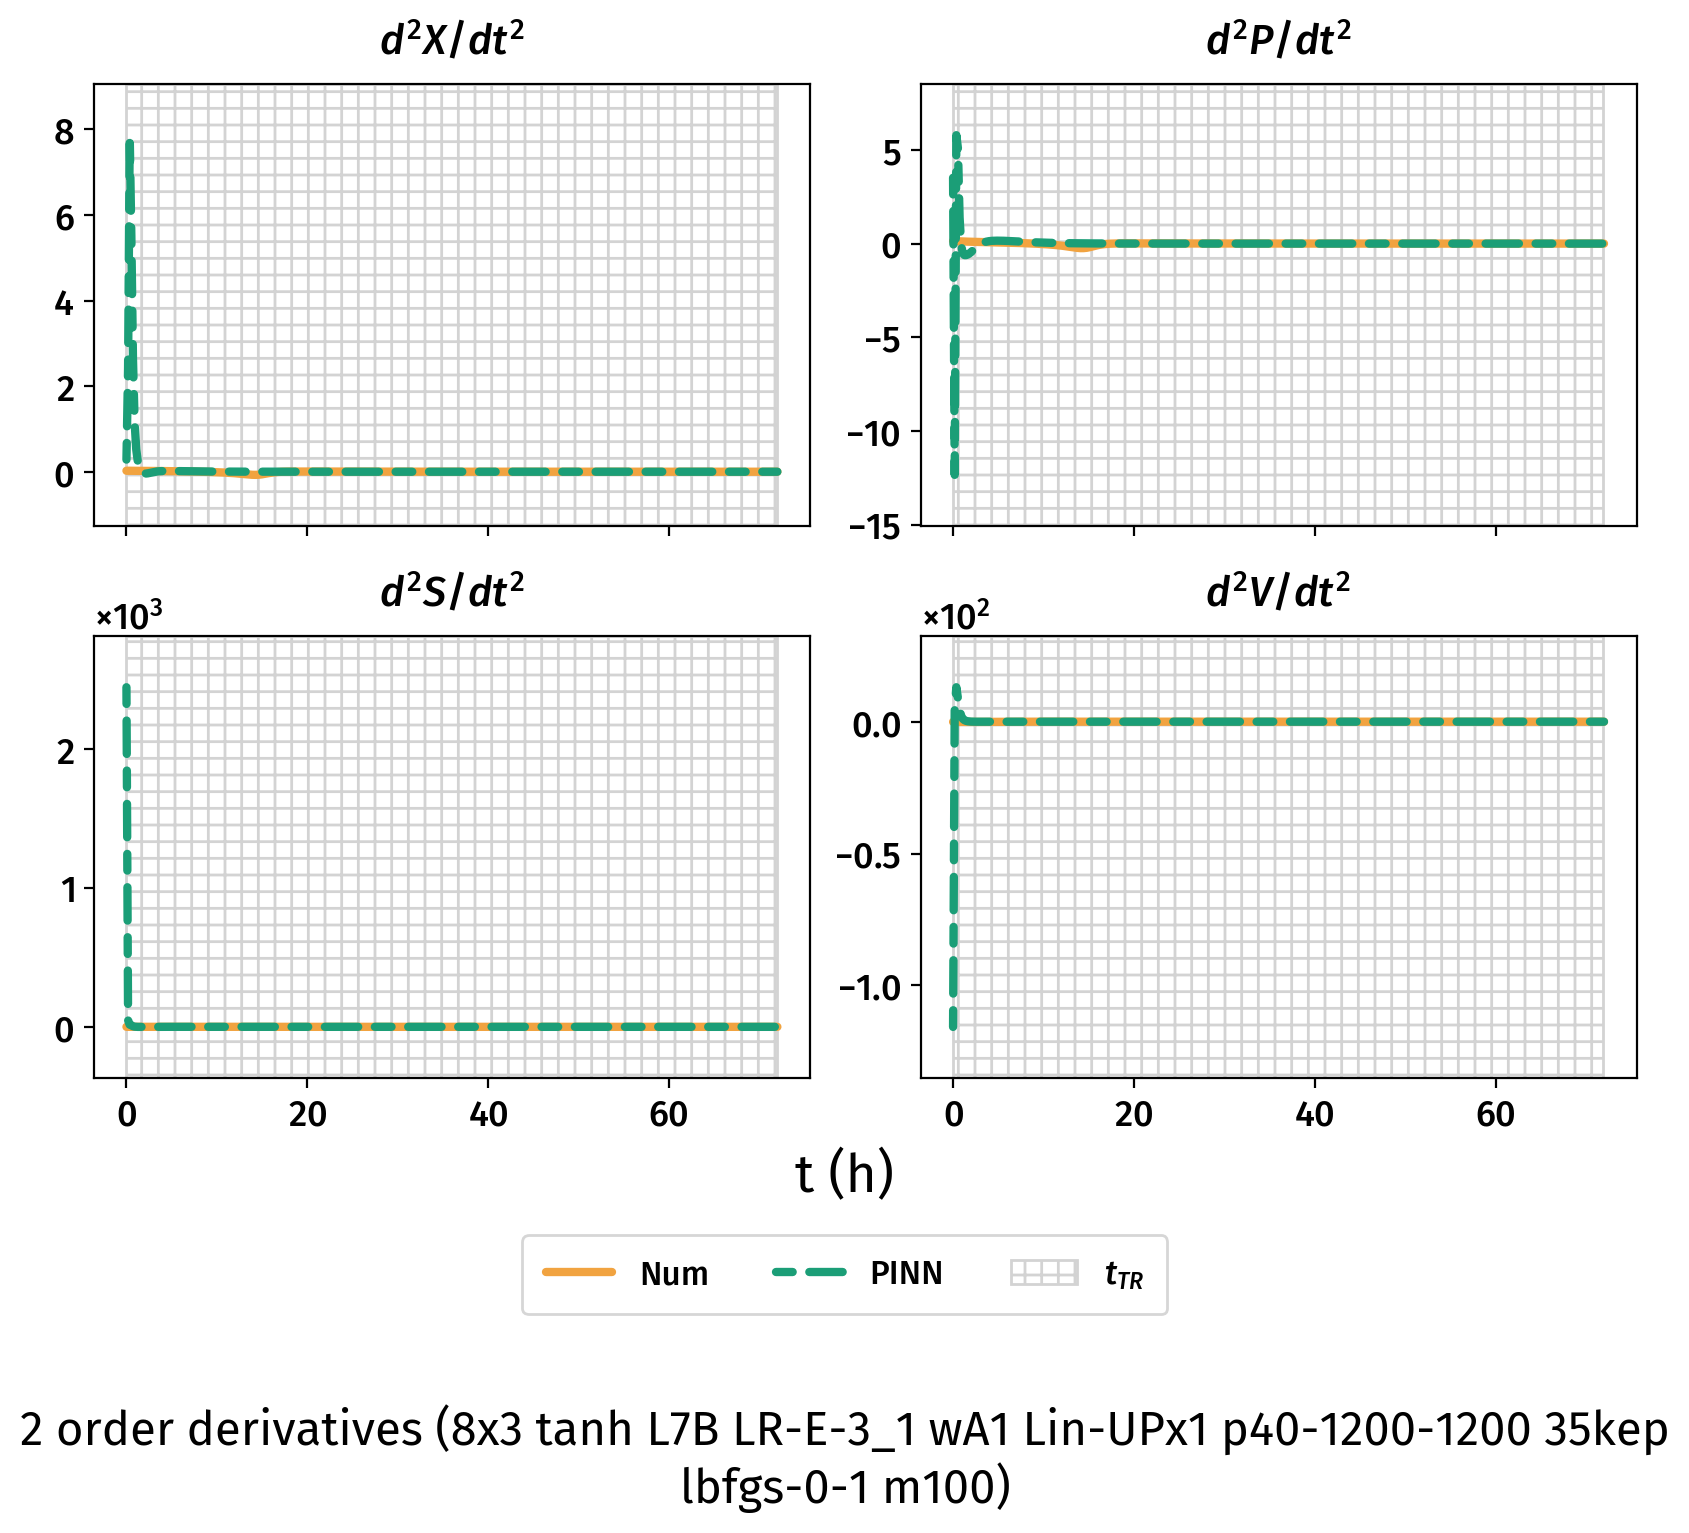 d²X/dt²
d²P/dt²
8
6
4
2
0
5
0
−5
−10
−15
d²S/dt²
d²V/dt²
×10³
×10²
2
1
0
0.0
−0.5
−1.0
0 20 40 60
0 20 40 60
t (h)
Num PINN t_TR
2 order derivatives (8x3 tanh L7B LR-E-3_1 wA1 Lin-UPx1 p40-1200-1200 35kep
lbfgs-0-1 m100)